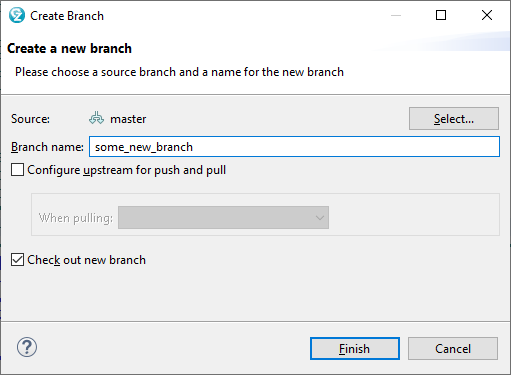 Create Branch
Create a new branch
Please choose a source branch and a name for the new branch
Source: master Select...
Branch name: some_new_branch
Configure upstream for push and pull
When pulling:
Check out new branch
? Finish Cancel